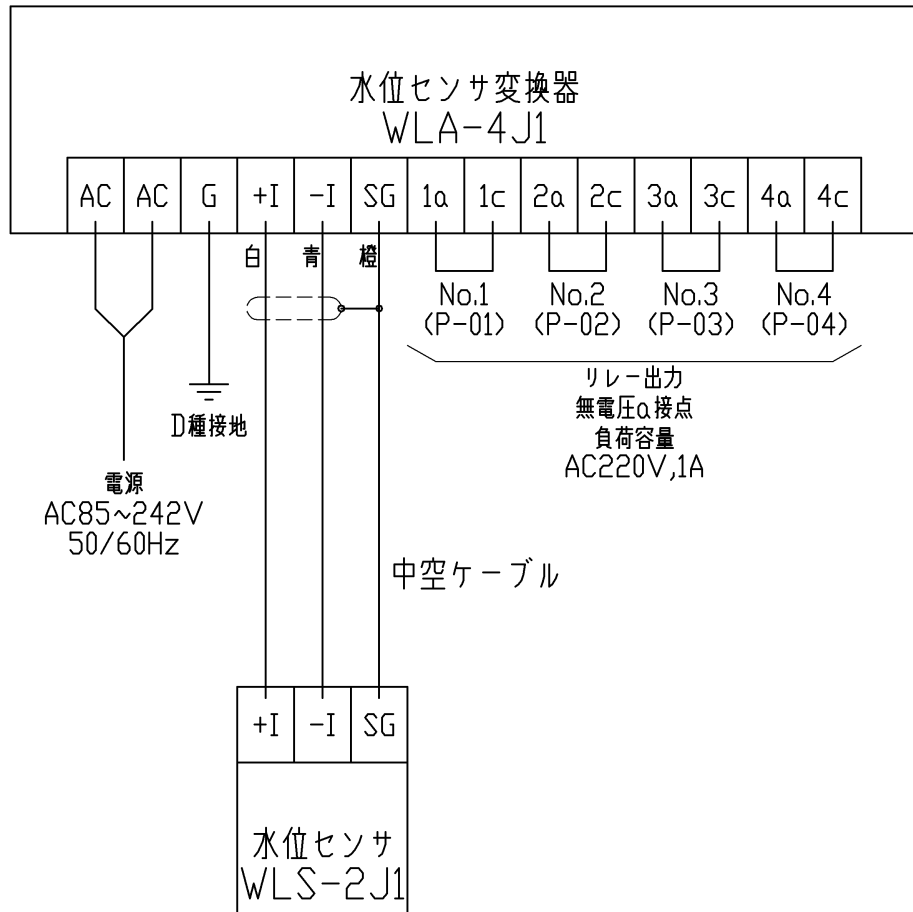 水位センサ変換器
WLA-4J1
AC AC G +I -I SG 1a 1c 2a 2c 3a 3c 4a 4c
白 青 橙
No.1 No.2 No.3 No.4
(P-01) (P-02) (P-03) (P-04)
リレー出力
無電圧a接点
負荷容量
AC220V,1A
D種接地
電源
AC85~242V
50/60Hz
中空ケーブル
+I -I SG
水位センサ
WLS-2J1